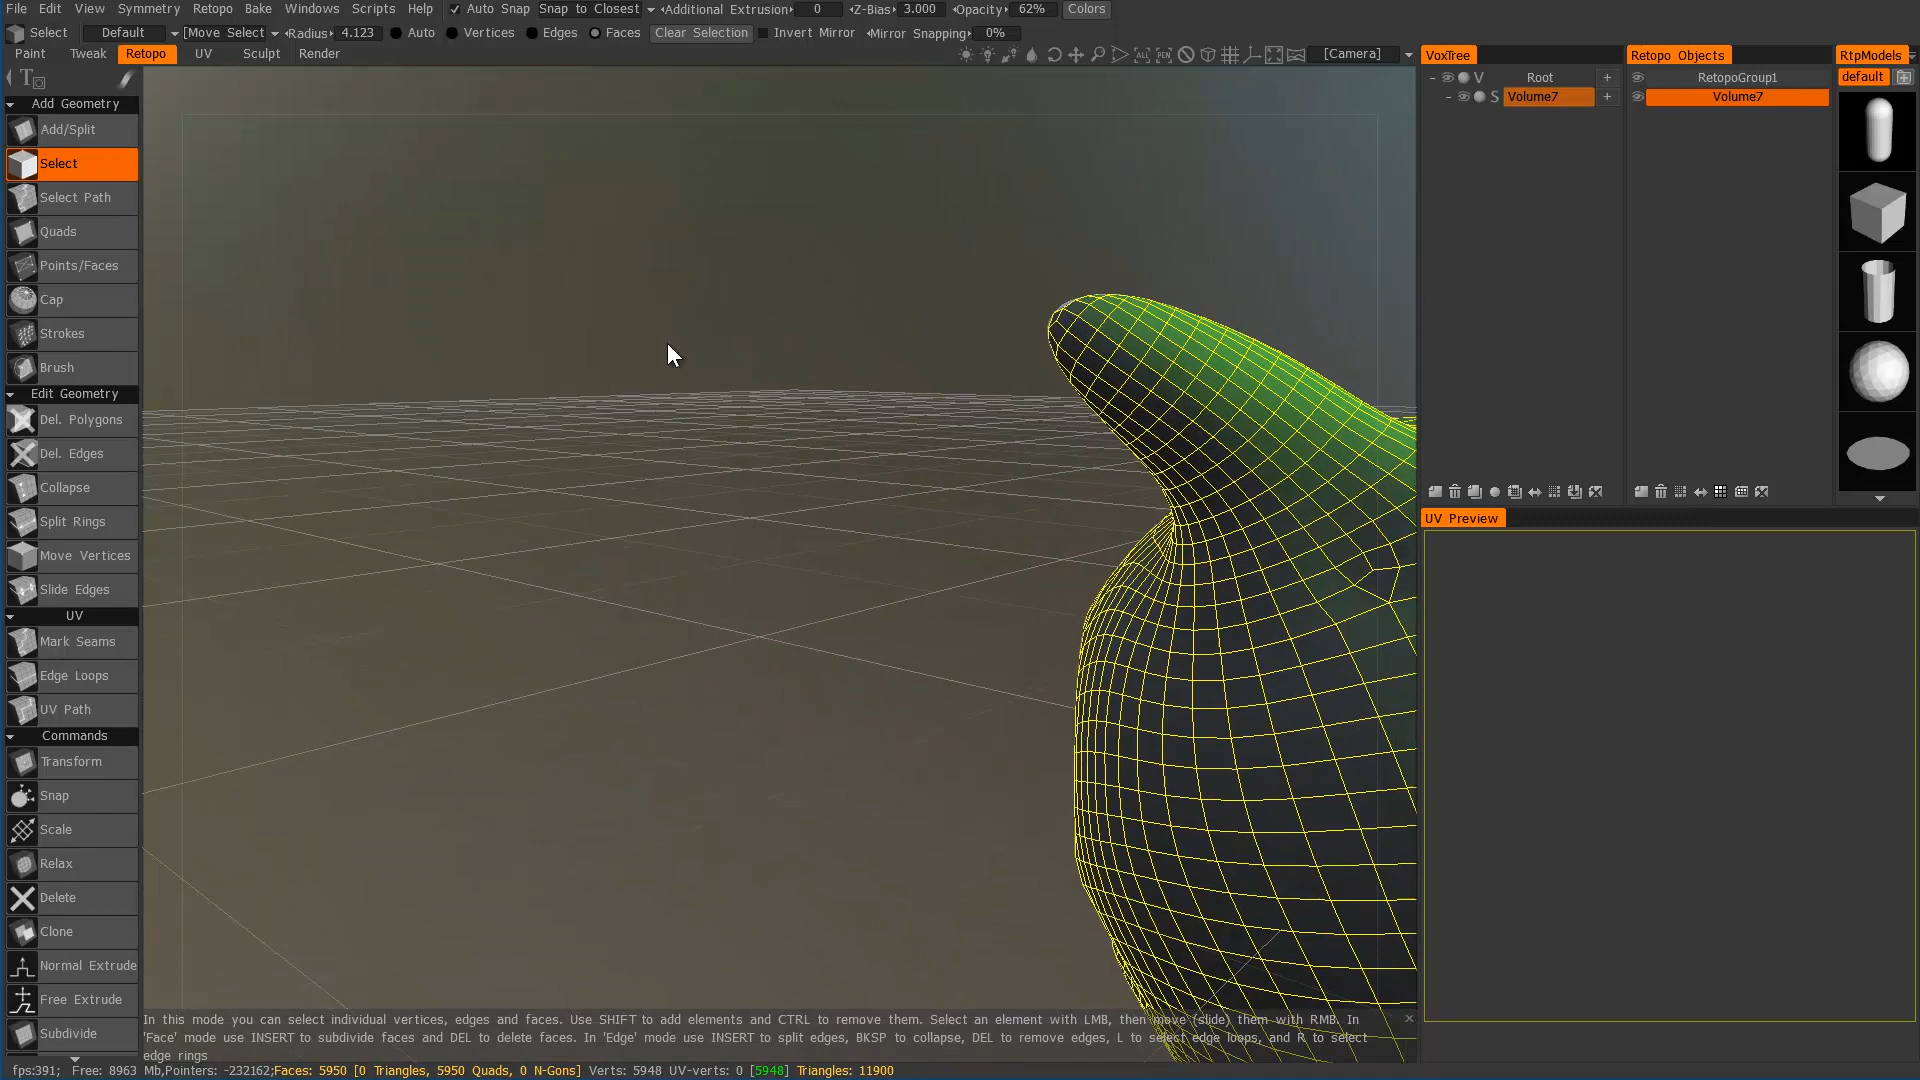 File Edit View Symmetry Retopo Bake Windows Scripts Help Auto Snap Snap to Closest Additional Extrusion 0 Z-Bias 3.000 Opacity 62% Colors
Select Default [Move Select Radius 4.123 Auto Vertices Edges Faces Clear Selection Invert Mirror Mirror Snapping 0%
Paint Tweak Retopo UV Sculpt Render ALL PEN [Camera] VoxTree Retopo Objects RtpModels
V Root + RetopoGroup1 default
S Volume7 + Volume7
Add Geometry
Add/Split
Select
Select Path
Quads
Points/Faces
Cap
Strokes
Brush
Edit Geometry
Del. Polygons
Del. Edges
Collapse
Split Rings
UV Preview
Move Vertices
Slide Edges
UV
Mark Seams
Edge Loops
UV Path
Commands
Transform
Snap
Scale
Relax
Delete
Clone
Normal Extrude
Free Extrude
Subdivide
In this mode you can select individual vertices, edges and faces. Use SHIFT to add elements and CTRL to remove them. Select an element with LMB, then move (slide) them with RMB. In
'Face' mode use INSERT to subdivide faces and DEL to delete faces. In 'Edge' mode use INSERT to split edges, BKSP to collapse, DEL to remove edges, L to select edge loops, and R to select
edge rings
fps:391; Free: 8963 Mb,Pointers: -232162;Faces: 5950 [0 Triangles, 5950 Quads, 0 N-Gons] Verts: 5948 UV-verts: 0 [5948] Triangles: 11900